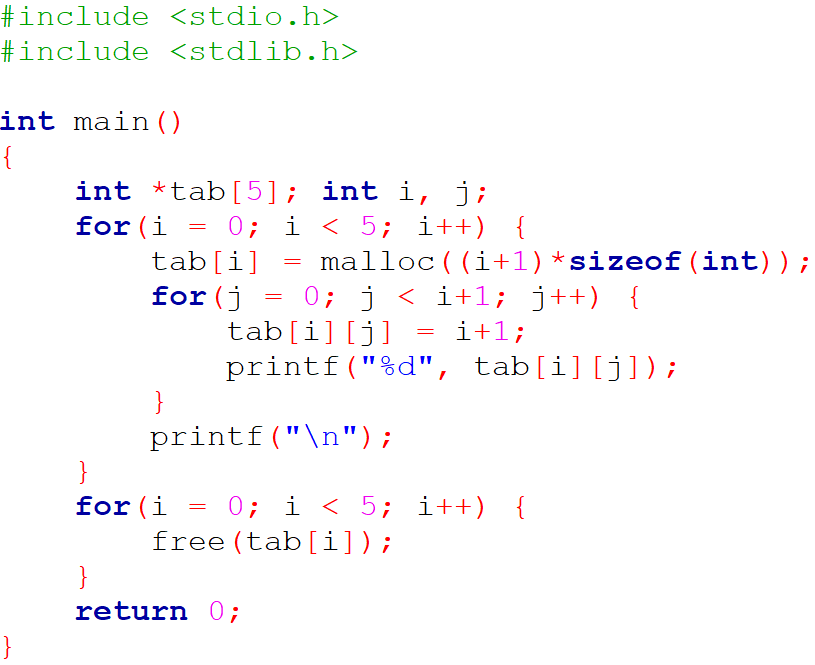 #include <stdio.h>
#include <stdlib.h>

int main()
{
    int *tab[5]; int i, j;
    for(i = 0; i < 5; i++) {
        tab[i] = malloc((i+1)*sizeof(int));
        for(j = 0; j < i+1; j++) {
            tab[i][j] = i+1;
            printf("%d", tab[i][j]);
        }
        printf("\n");
    }
    for(i = 0; i < 5; i++) {
        free(tab[i]);
    }
    return 0;
}